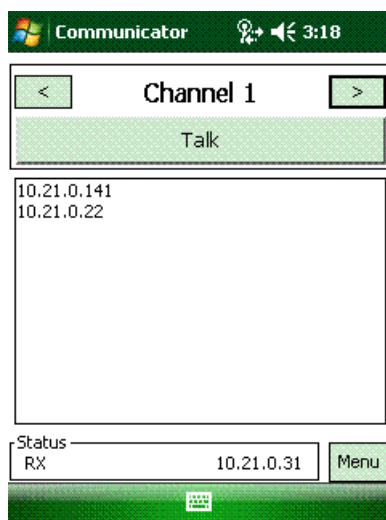 Communicator 3:18
< Channel 1 >
Talk
10.21.0.141
10.21.0.22
Status
RX 10.21.0.31 Menu